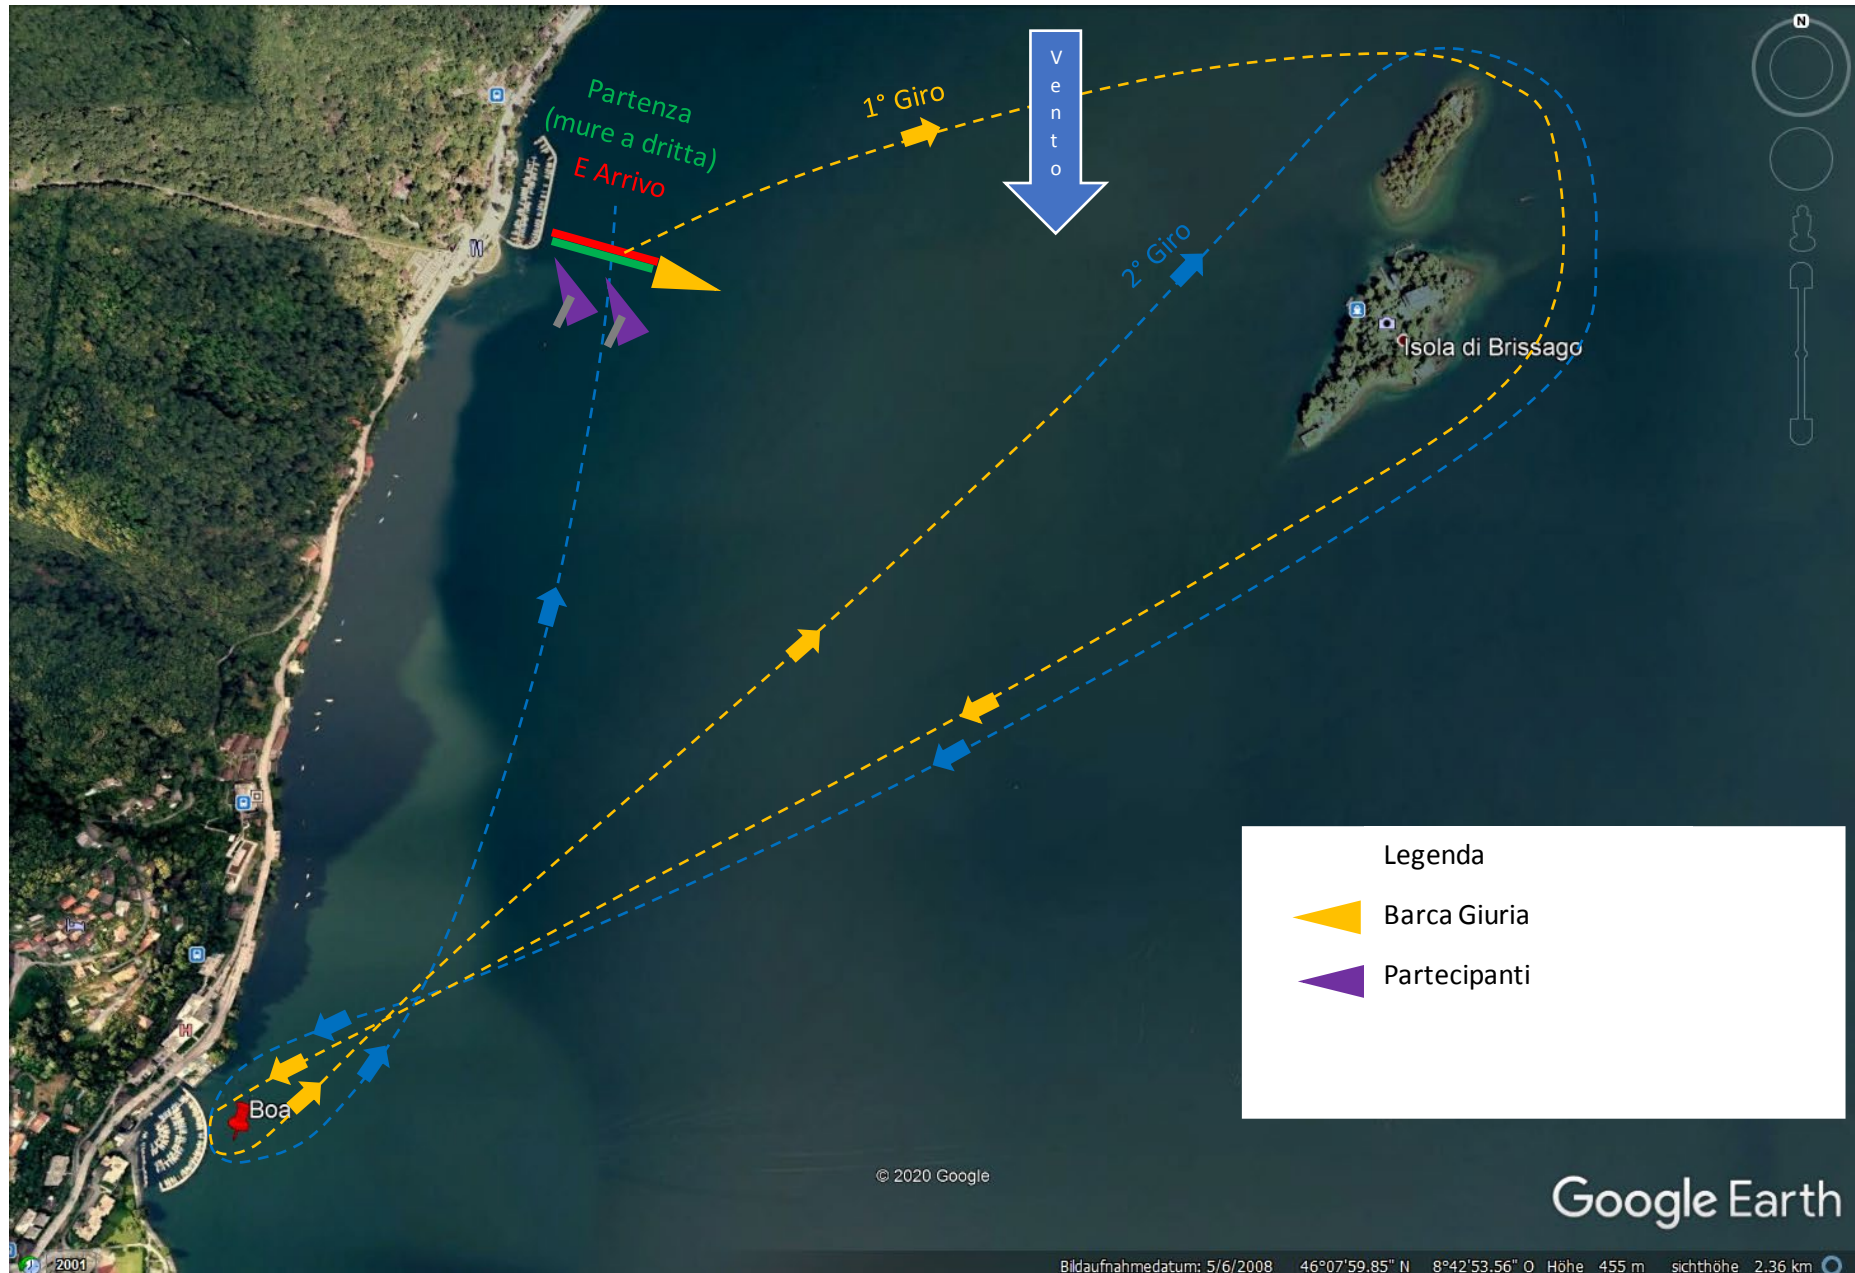 N
Vento
Partenza
(mure a dritta)
E Arrivo
1° Giro
2° Giro
Isola di Brissago
Legenda
Barca Giuria
Partecipanti
H
Boa
© 2020 Google
Google Earth
2001
Bildaufnahmedatum: 5/6/2008 46°07'59.85" N 8°42'53.56" O Höhe 455 m sichthöhe 2.36 km